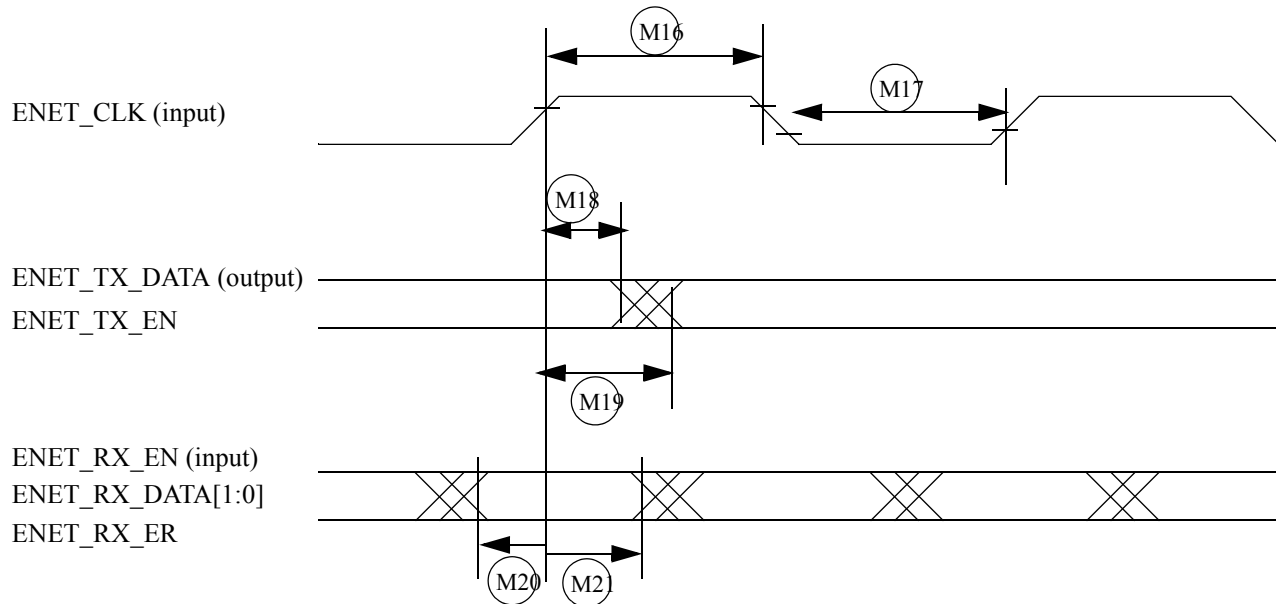 M16
M17
ENET_CLK (input)
M18
ENET_TX_DATA (output)
ENET_TX_EN
M19
ENET_RX_EN (input)
ENET_RX_DATA[1:0]
ENET_RX_ER
M20
M21